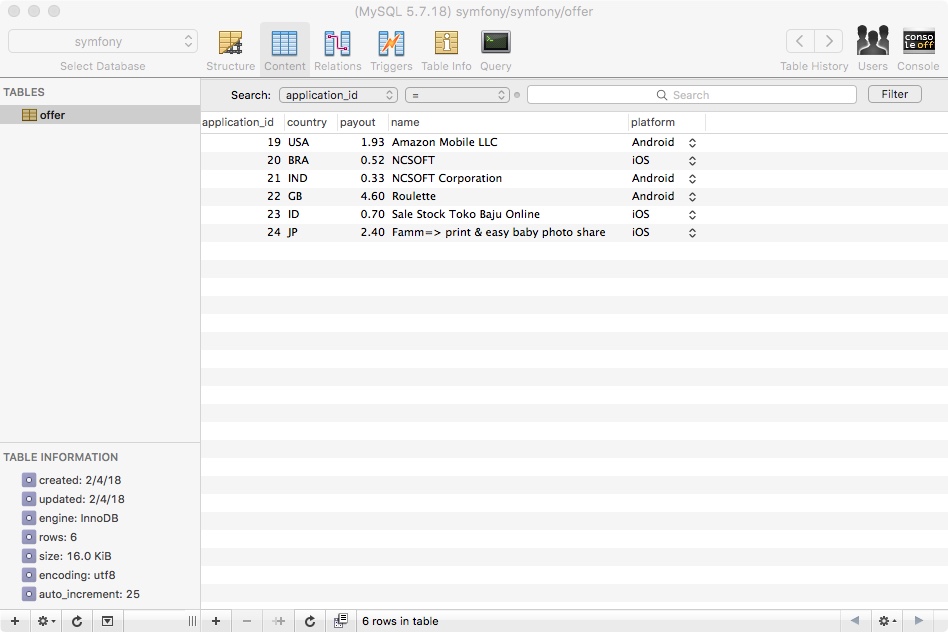 (MySQL 5.7.18) symfony/symfony/offer
symfony
Select Database
Structure
Content
Relations
Triggers
Table Info
Query
Table History
Users
conso
le off
Console
TABLES
offer
Search: application_id = Search Filter
application_id country payout name platform
19 USA 1.93 Amazon Mobile LLC Android
20 BRA 0.52 NCSOFT iOS
21 IND 0.33 NCSOFT Corporation Android
22 GB 4.60 Roulette Android
23 ID 0.70 Sale Stock Toko Baju Online iOS
24 JP 2.40 Famm=> print & easy baby photo share iOS
TABLE INFORMATION
created: 2/4/18
updated: 2/4/18
engine: InnoDB
rows: 6
size: 16.0 KiB
encoding: utf8
auto_increment: 25
6 rows in table